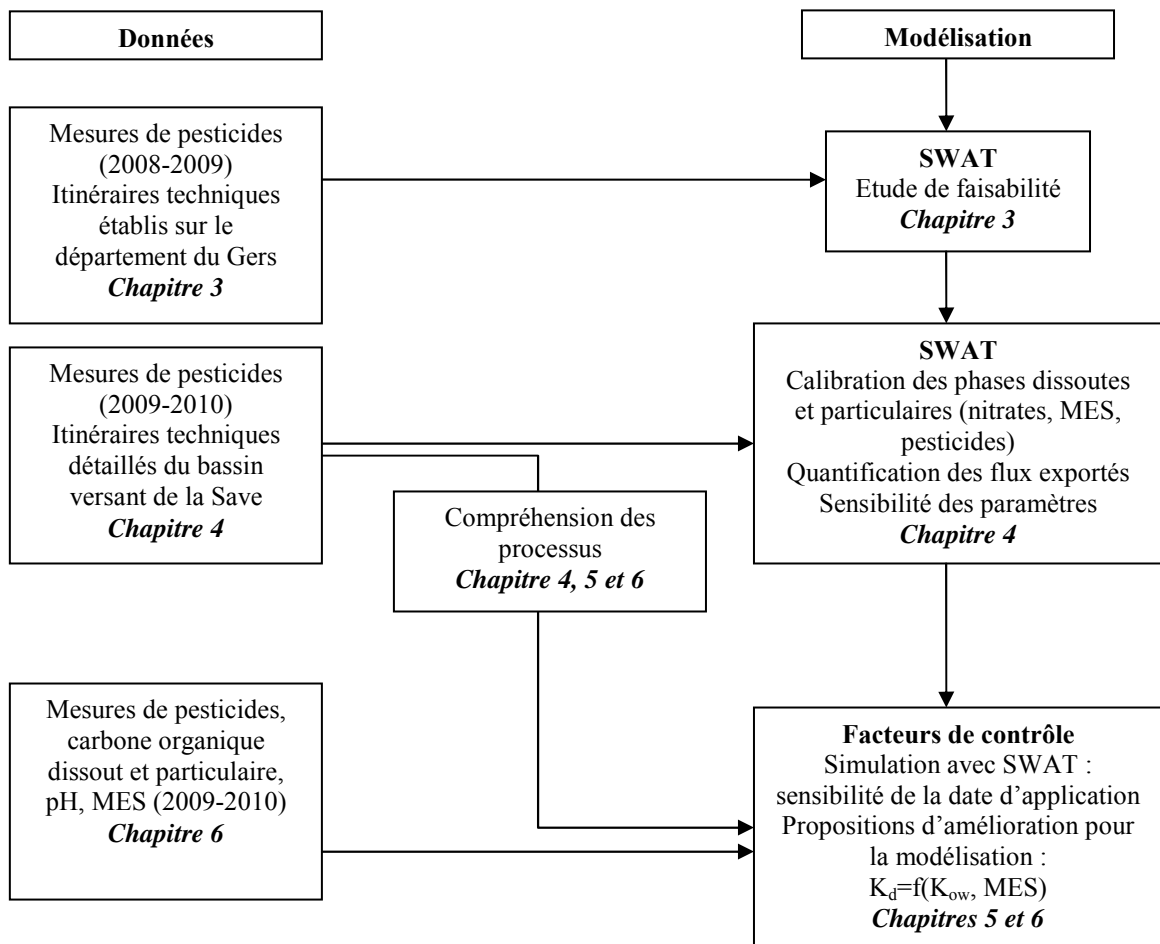 Données
Modélisation
Mesures de pesticides
(2008-2009)
Itinéraires techniques
établis sur le
département du Gers
Chapitre 3
SWAT
Etude de faisabilité
Chapitre 3
Mesures de pesticides
(2009-2010)
Itinéraires techniques
détaillés du bassin
versant de la Save
Chapitre 4
SWAT
Calibration des phases dissoutes
et particulaires (nitrates, MES,
pesticides)
Quantification des flux exportés
Sensibilité des paramètres
Chapitre 4
Compréhension des
processus
Chapitre 4, 5 et 6
Mesures de pesticides,
carbone organique
dissout et particulaire,
pH, MES (2009-2010)
Chapitre 6
Facteurs de contrôle
Simulation avec SWAT :
sensibilité de la date d’application
Propositions d’amélioration pour
la modélisation :
Kd=f(Kow, MES)
Chapitres 5 et 6